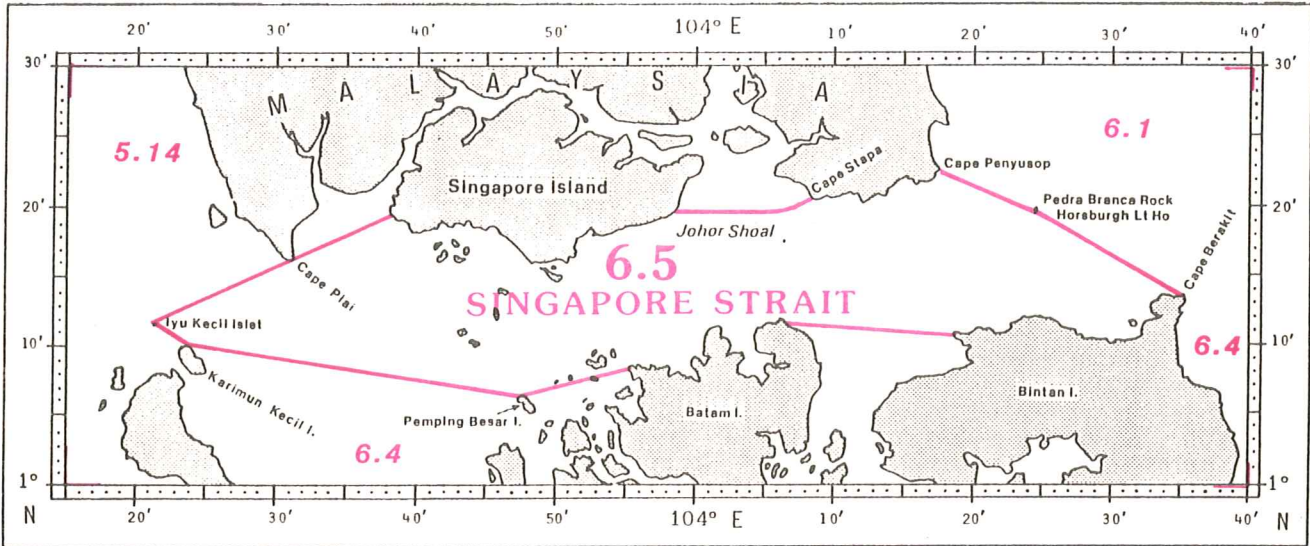 20' 30' 40' 50' 104° E 10' 20' 30' 40'
30' 30'
M A L A Y S I A
5.14 6.1
Cape Stapa
Cape Penyusop
Singapore Island
Pedra Branca Rock
Horsburgh Lt Ho
20' 20'
Johor Shoal
6.5
SINGAPORE STRAIT
Cape Plai
Cape Berakit
Iyu Kecil Islet
10' 10'
6.4
Karimun Kecil I.
Pemping Besar I.
Batam I.
Bintan I.
6.4
1° 1°
N 20' 30' 40' 50' 104° E 10' 20' 30' 40' N